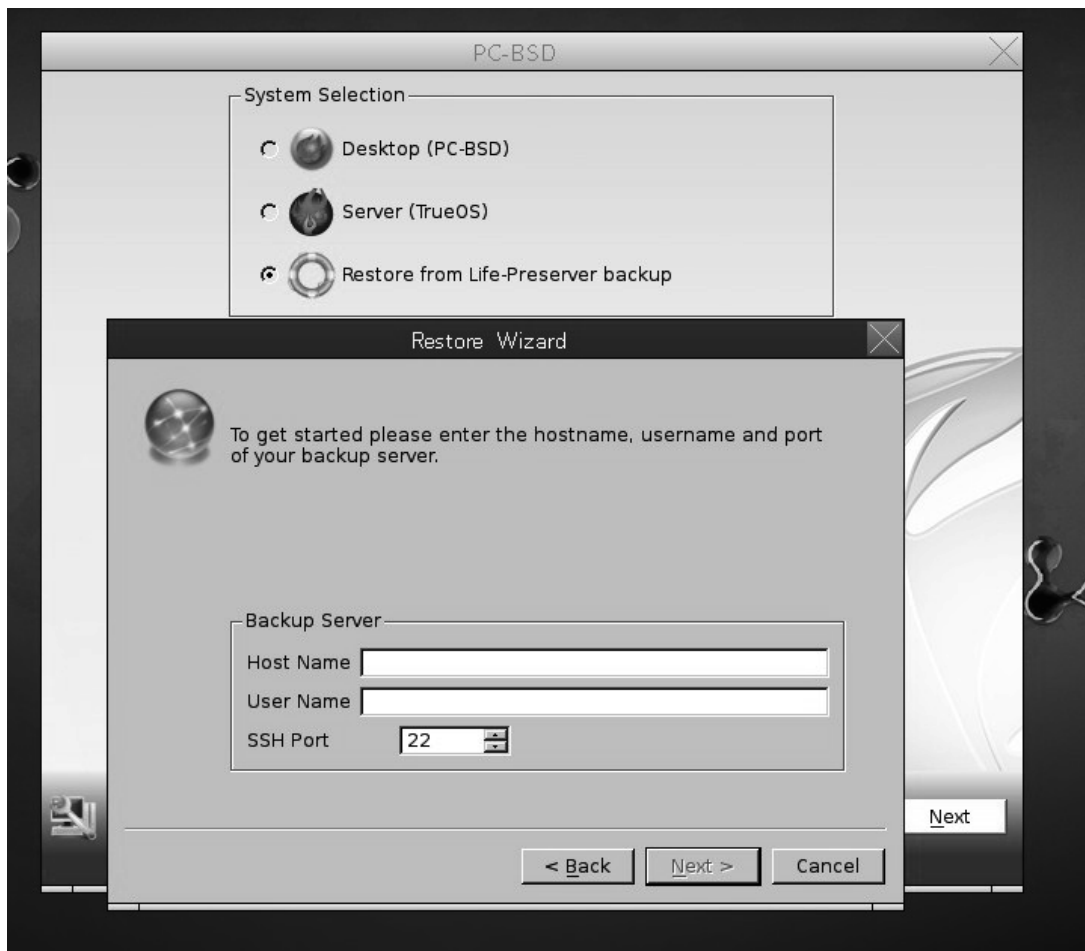 PC-BSD
System Selection
Desktop (PC-BSD)
Server (TrueOS)
Restore from Life-Preserver backup
Restore Wizard
To get started please enter the hostname, username and port
of your backup server.
Backup Server
Host Name
User Name
SSH Port 22
Next
< Back Next > Cancel